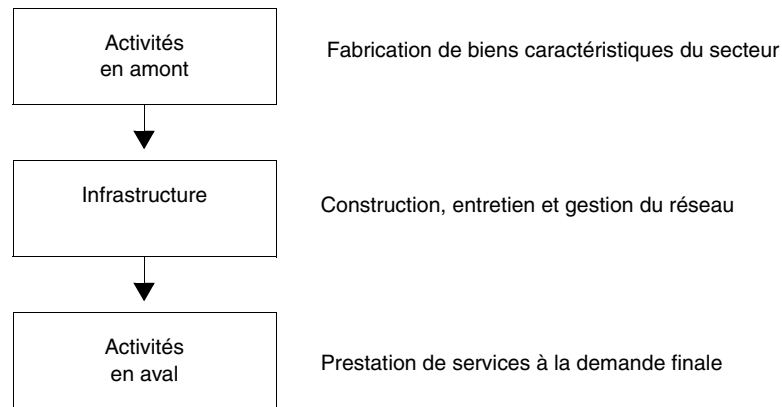 Activités
en amont
Fabrication de biens caractéristiques du secteur
Infrastructure
Construction, entretien et gestion du réseau
Activités
en aval
Prestation de services à la demande finale